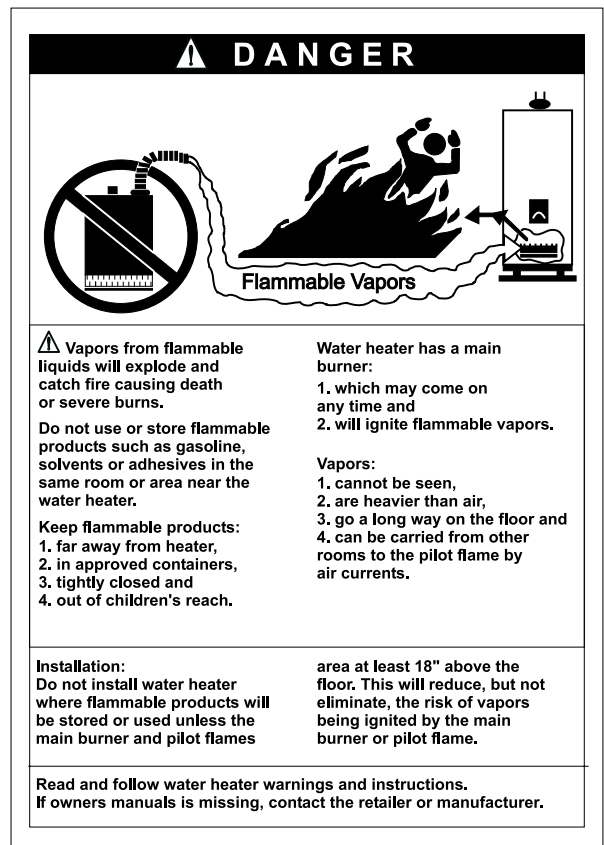 DANGER
Flammable Vapors
Vapors from flammable
liquids will explode and
catch fire causing death
or severe burns.
Do not use or store flammable
products such as gasoline,
solvents or adhesives in the
same room or area near the
water heater.
Keep flammable products:
1. far away from heater,
2. in approved containers,
3. tightly closed and
4. out of children's reach.
Water heater has a main
burner:
1. which may come on
any time and
2. will ignite flammable vapors.
Vapors:
1. cannot be seen,
2. are heavier than air,
3. go a long way on the floor and
4. can be carried from other
rooms to the pilot flame by
air currents.
Installation:
Do not install water heater
where flammable products will
be stored or used unless the
main burner and pilot flames
area at least 18" above the
floor. This will reduce, but not
eliminate, the risk of vapors
being ignited by the main
burner or pilot flame.
Read and follow water heater warnings and instructions.
If owners manuals is missing, contact the retailer or manufacturer.